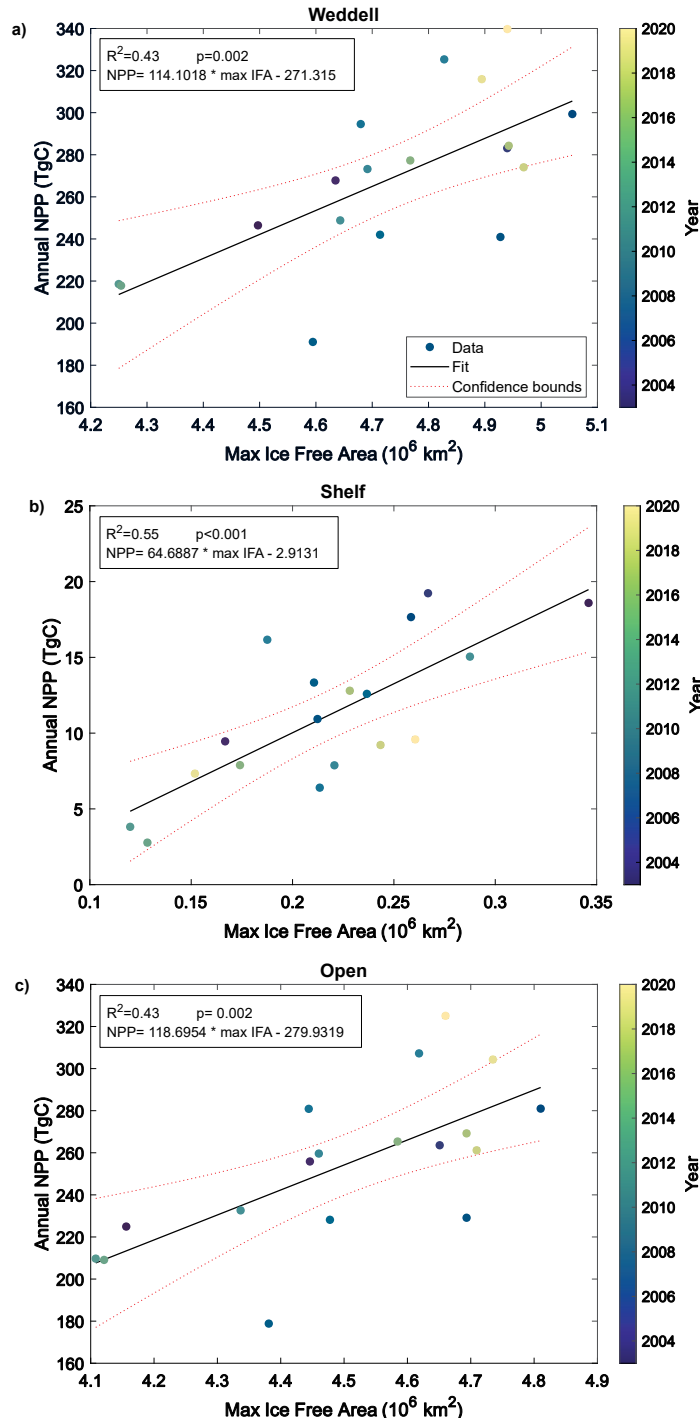 Weddell
a)
R²=0.43 p=0.002
NPP= 114.1018 * max IFA - 271.315
340
320
300
280
260
240
220
200
180
160
Annual NPP (TgC)
Data
Fit
Confidence bounds
4.2 4.3 4.4 4.5 4.6 4.7 4.8 4.9 5 5.1
Max Ice Free Area (10⁶ km²)
2020
2018
2016
2014
2012
2010
2008
2006
2004
Year
Shelf
b)
R²=0.55 p<0.001
NPP= 64.6887 * max IFA - 2.9131
25
20
15
10
5
0
Annual NPP (TgC)
0.1 0.15 0.2 0.25 0.3 0.35
Max Ice Free Area (10⁶ km²)
2020
2018
2016
2014
2012
2010
2008
2006
2004
Year
Open
c)
R²=0.43 p= 0.002
NPP= 118.6954 * max IFA - 279.9319
340
320
300
280
260
240
220
200
180
160
Annual NPP (TgC)
4.1 4.2 4.3 4.4 4.5 4.6 4.7 4.8 4.9
Max Ice Free Area (10⁶ km²)
2020
2018
2016
2014
2012
2010
2008
2006
2004
Year